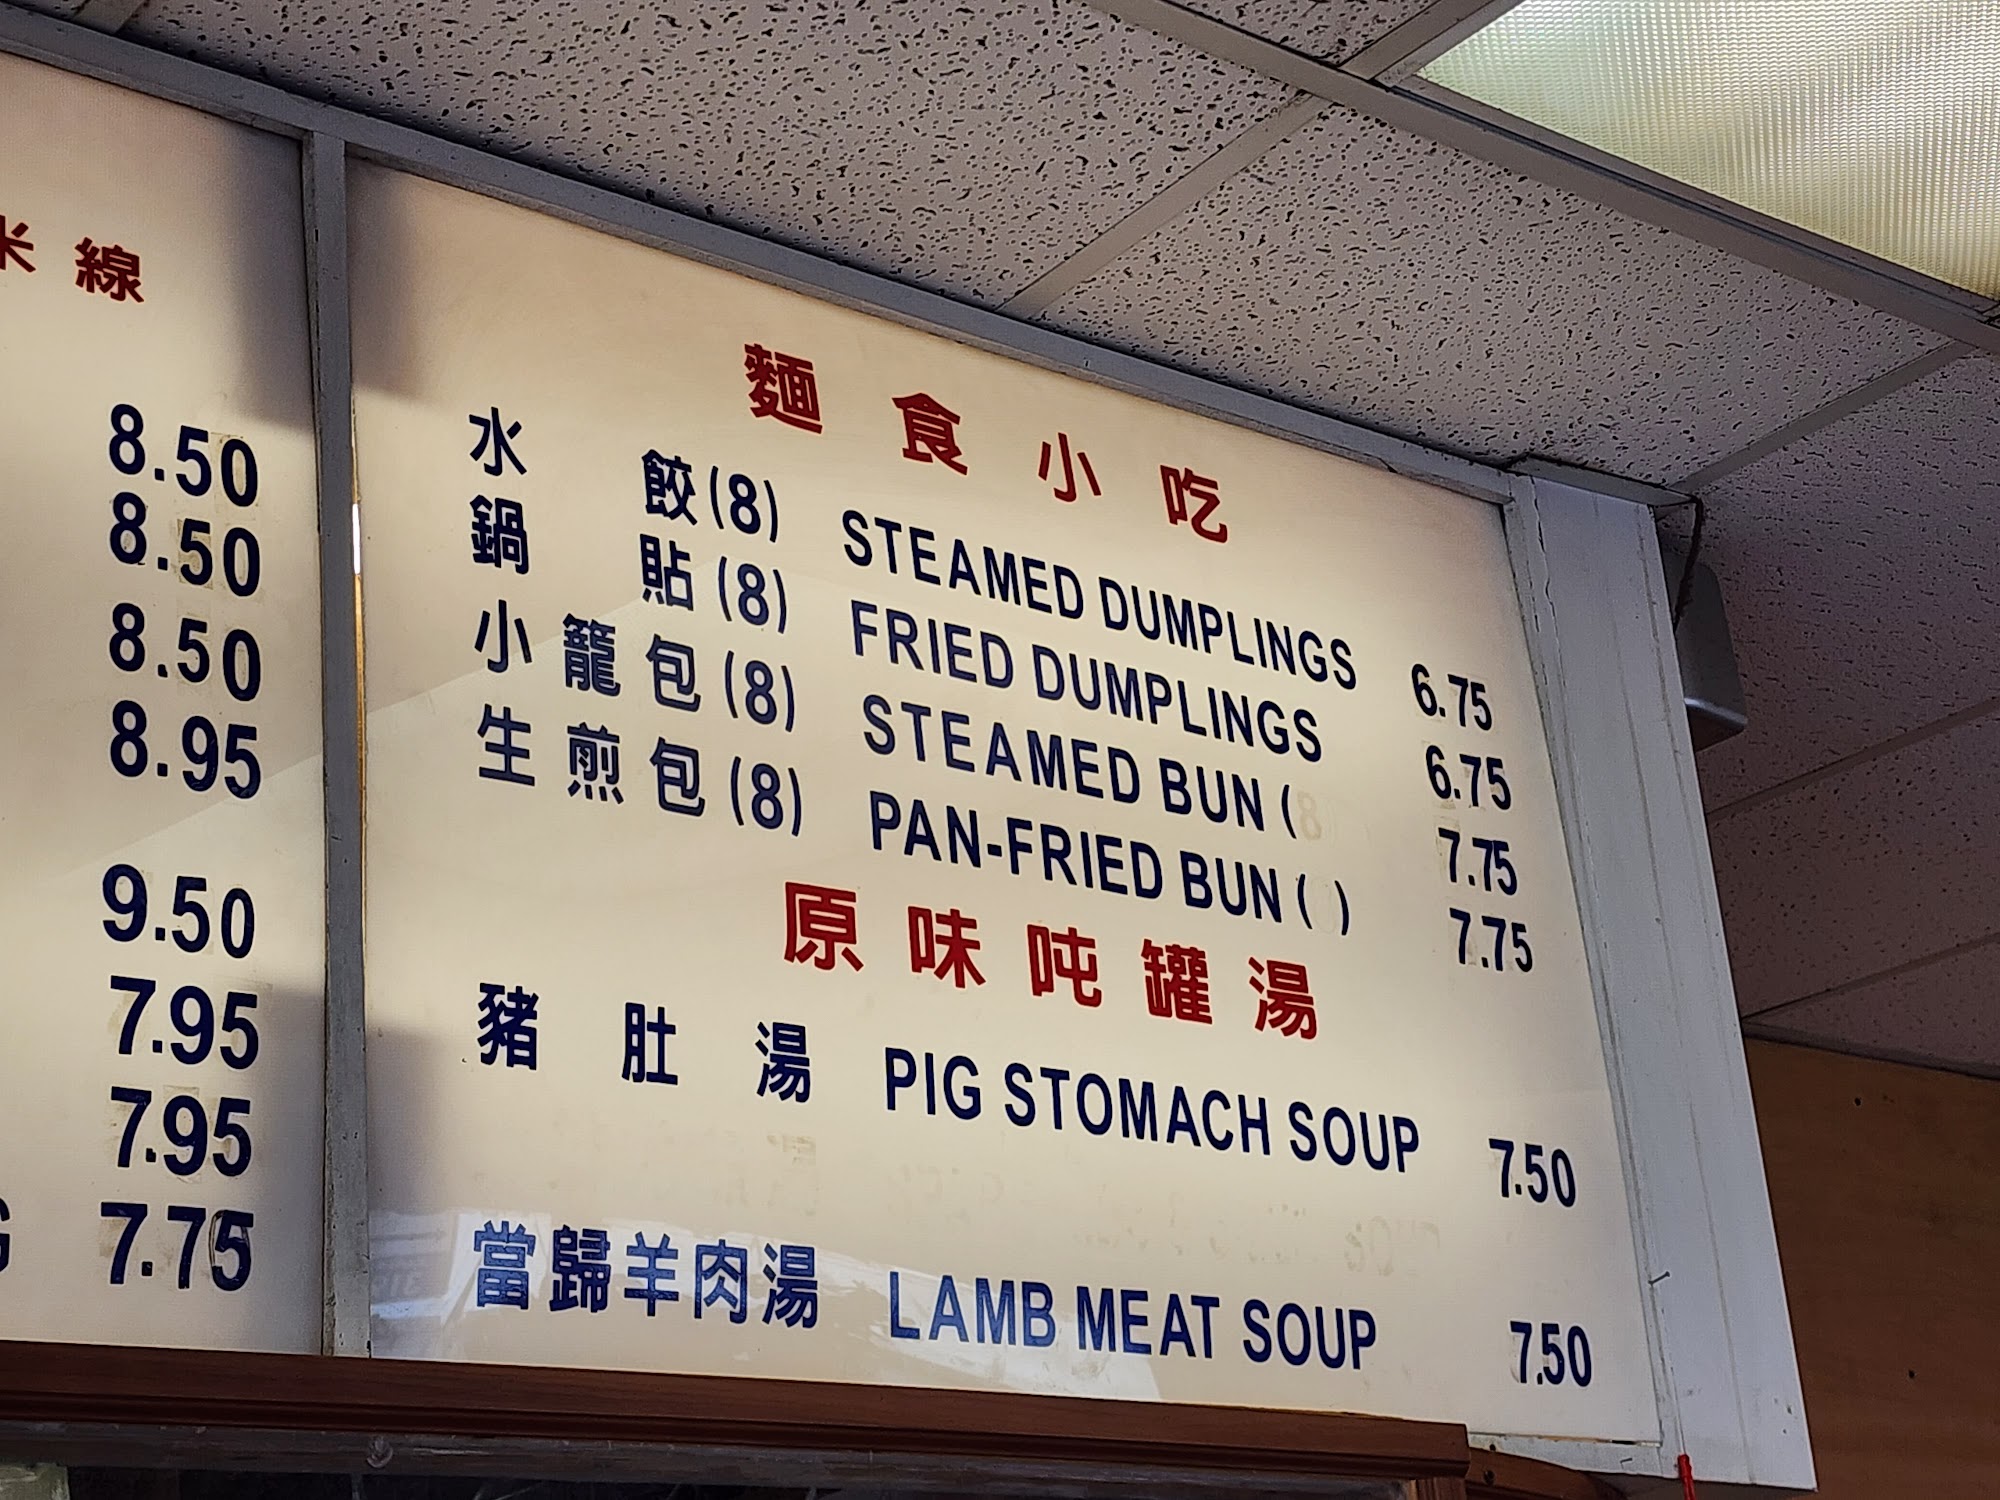 米 線
8.50
8.50
8.50
8.95
9.50
7.95
7.95
G 7.75
麵 食 小 吃
水 餃 (8) STEAMED DUMPLINGS 6.75
鍋 貼 (8) FRIED DUMPLINGS 6.75
小 籠 包 (8) STEAMED BUN (8) 7.75
生 煎 包 (8) PAN-FRIED BUN ( ) 7.75
原 味 吨 罐 湯
豬 肚 湯 PIG STOMACH SOUP 7.50
當歸羊肉湯 LAMB MEAT SOUP 7.50